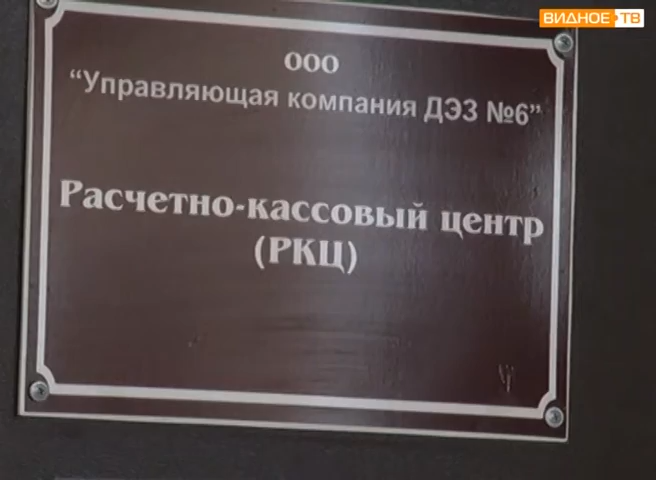 ВИДНОЕ ТВ
ООО
“Управляющая компания ДЭЗ №6”
Расчетно-кассовый центр
(РКЦ)